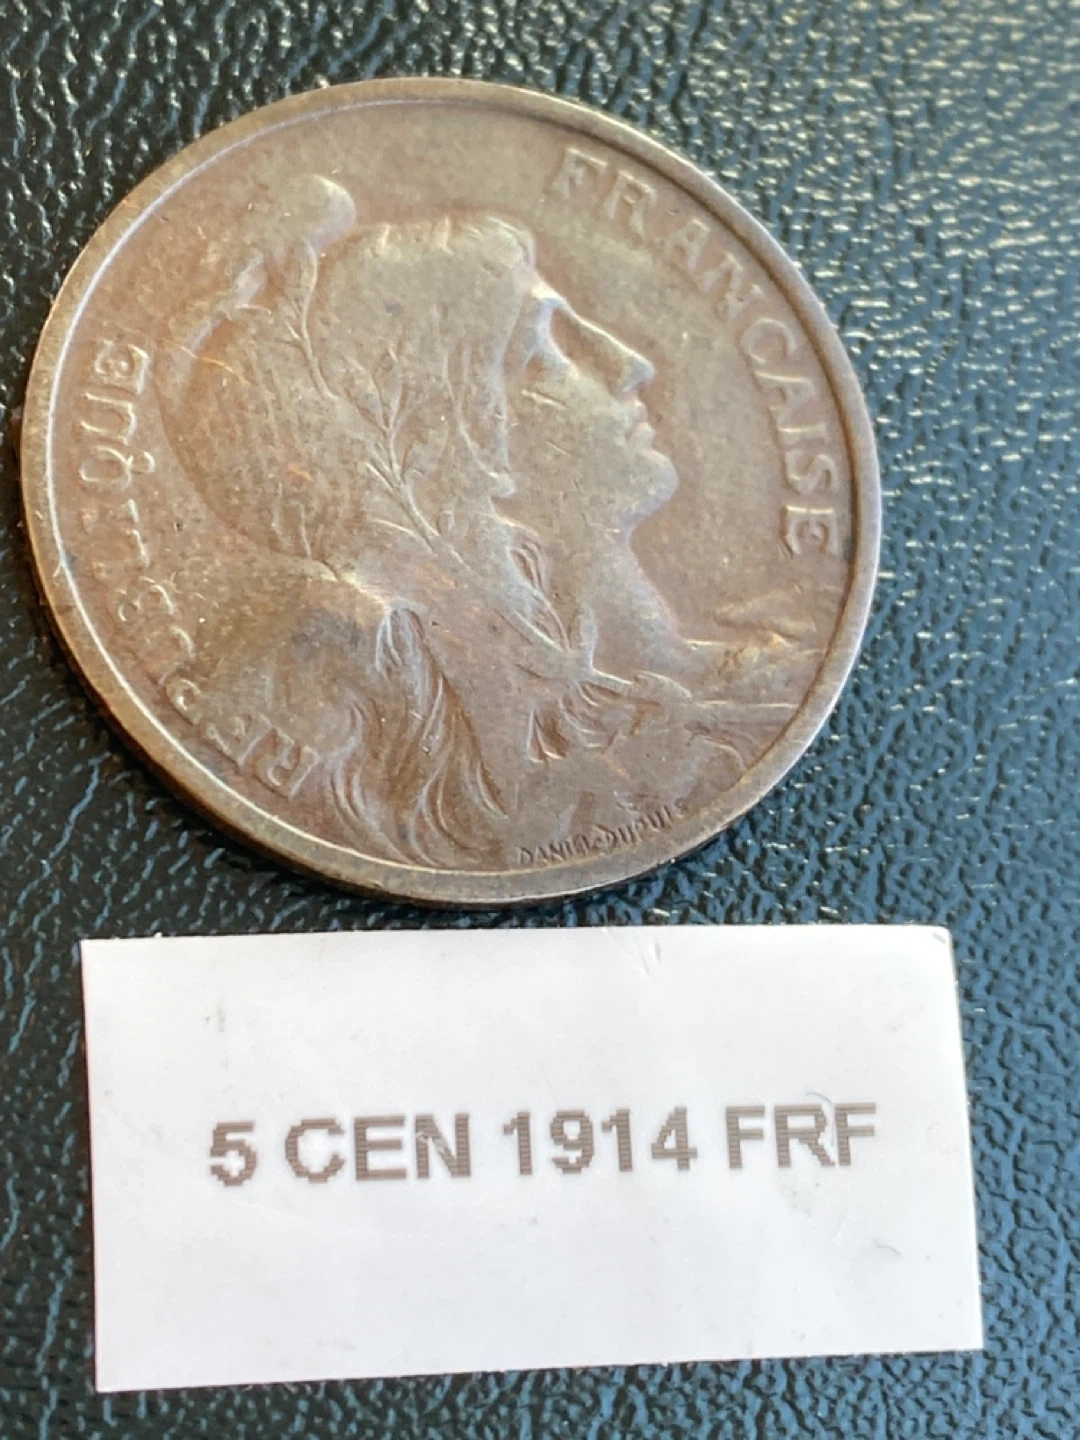 REPUBLIQUE
FRANCAISE
DANIEL-DUPUIS
5 CEN 1914 FRF